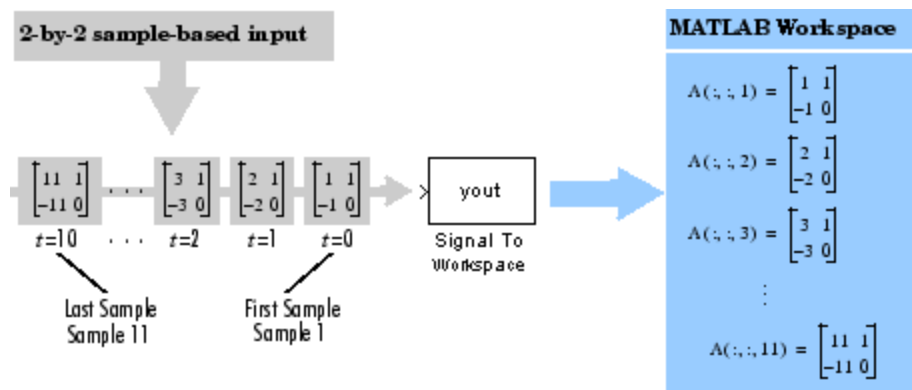 2-by-2 sample-based input
[11 1
-11 0] . . . [3 1
-3 0] [2 1
-2 0] [1 1
-1 0]
t=10 . . . t=2 t=1 t=0
Last Sample
Sample 11
First Sample
Sample 1
yout
Signal To
Workspace
MATLAB Workspace
A(:, :, 1) = [1 1
-1 0]
A(:, :, 2) = [2 1
-2 0]
A(:, :, 3) = [3 1
-3 0]
⋮
A(:, :, 11) = [11 1
-11 0]